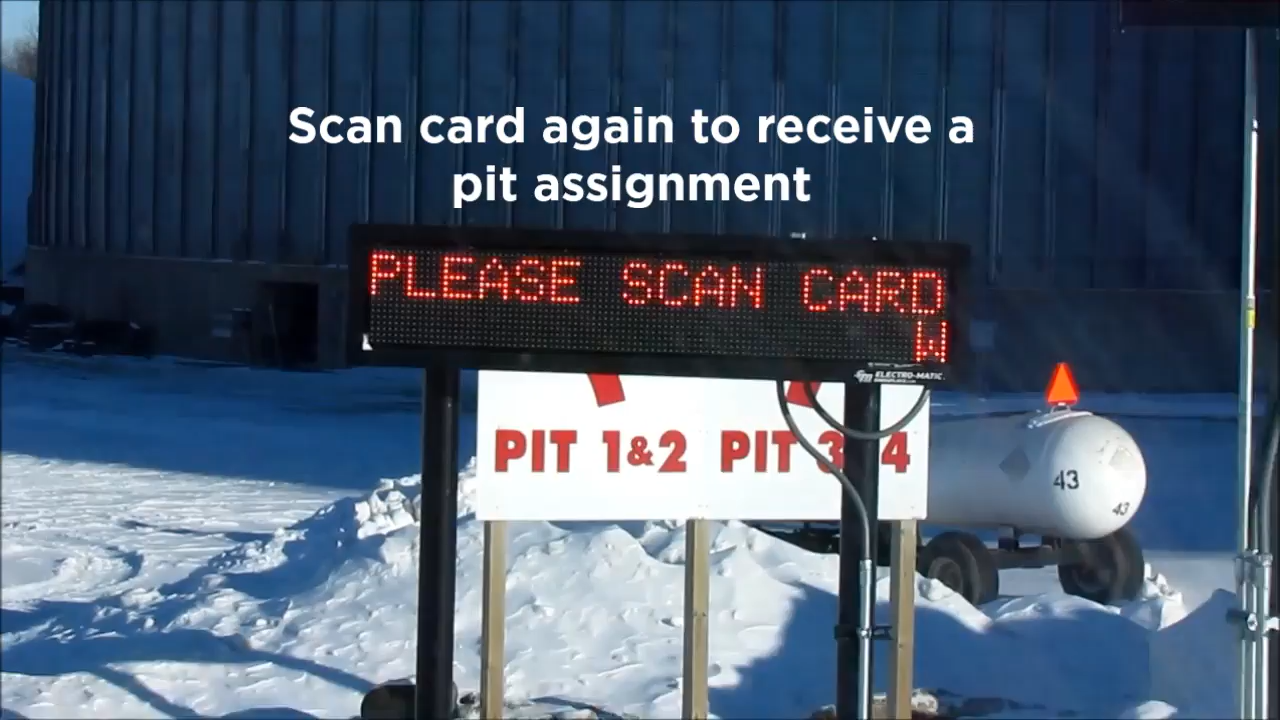 Scan card again to receive a
pit assignment
PLEASE SCAN CARD
W
ELECTRO-MATIC
PIT 1&2 PIT 3 4
43
43